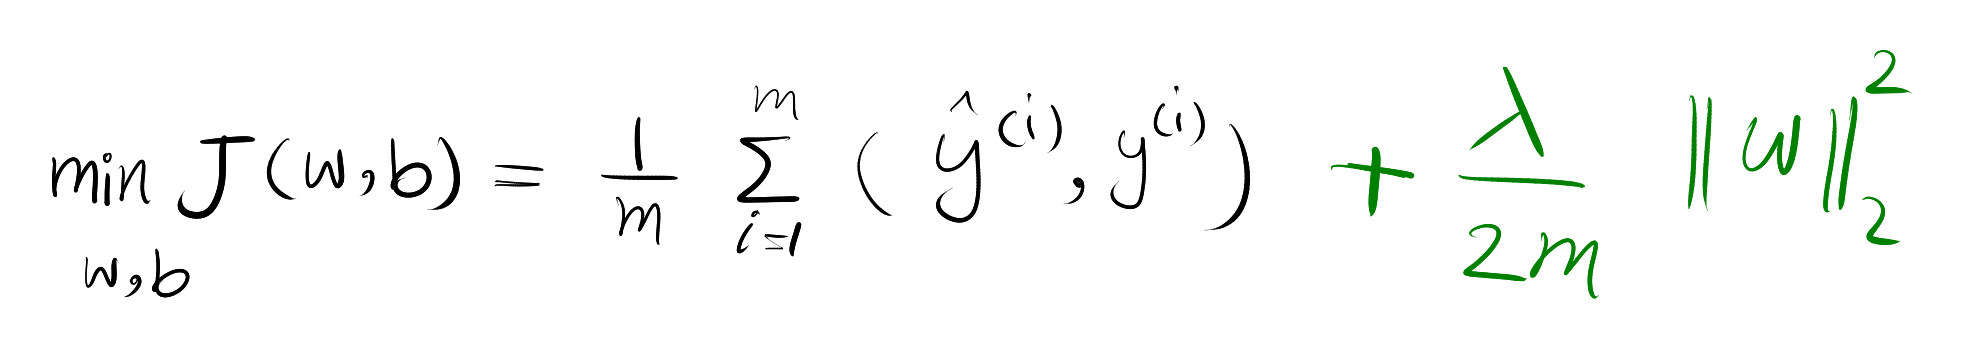 min J(w,b) = 1/m Σ_{i=1}^{m} (ŷ^{(i)}, y^{(i)}) + λ/2m ‖w‖_2^2
w,b